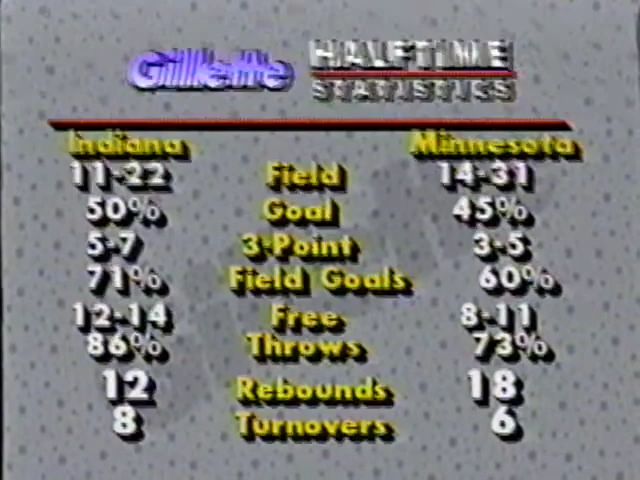 Gillette HALFTIME
STATISTICS
Indiana Minnesota
11-22 Field 14-31
50% Goal 45%
5-7 3-Point 3-5
71% Field Goals 60%
12-14 Free 8-11
86% Throws 73%
12 Rebounds 18
8 Turnovers 6